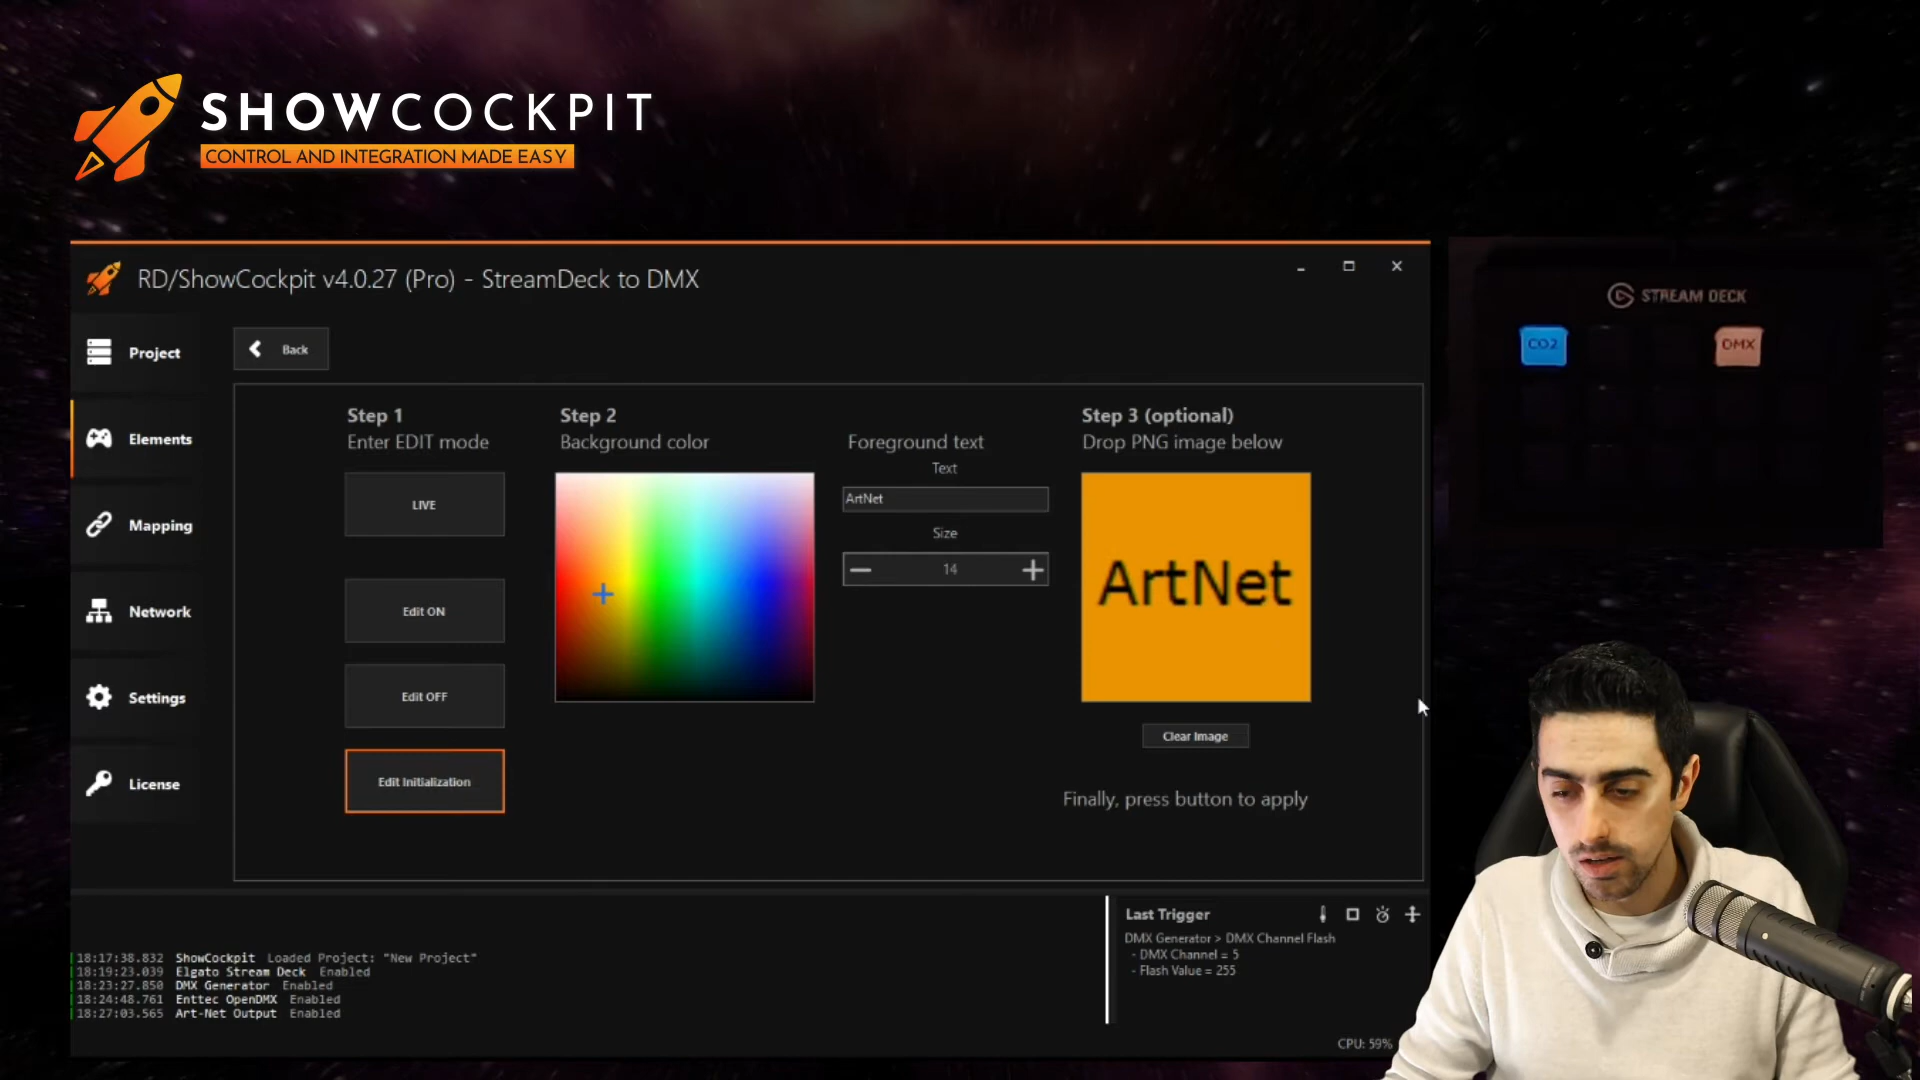 SHOWCOCKPIT
CONTROL AND INTEGRATION MADE EASY
RD/ShowCockpit v4.0.27 (Pro) - StreamDeck to DMX
STREAM DECK
CO2
DMX
Project
Elements
Mapping
Network
Settings
License
Back
Step 1
Enter EDIT mode
LIVE
Edit ON
Edit OFF
Edit Initialization
Step 2
Background color
Foreground text
Text
ArtNet
Size
14
Step 3 (optional)
Drop PNG image below
ArtNet
Clear Image
Finally, press button to apply
18:17:38.832 ShowCockpit Loaded Project: "New Project"
18:19:23.039 Elgato Stream Deck Enabled
18:23:27.850 DMX Generator Enabled
18:24:48.761 Enttec OpenDMX Enabled
18:27:03.565 Art-Net Output Enabled
Last Trigger
DMX Generator > DMX Channel Flash
- DMX Channel = 5
- Flash Value = 255
CPU: 59%